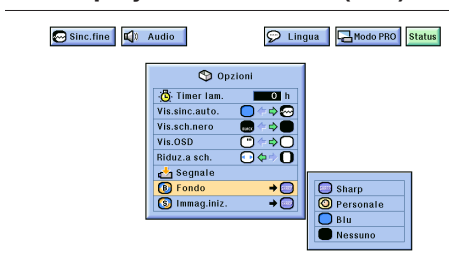 Sinc.fine Audio Lingua Modo PRO Status
Opzioni
Timer lam. 0 h
Vis.sinc.auto.
Vis.sch.nero BLACK
Vis.OSD
Riduz.a sch.
Segnale
B Fondo
S Immag.iniz.
Sharp
Personale
Blu
Nessuno